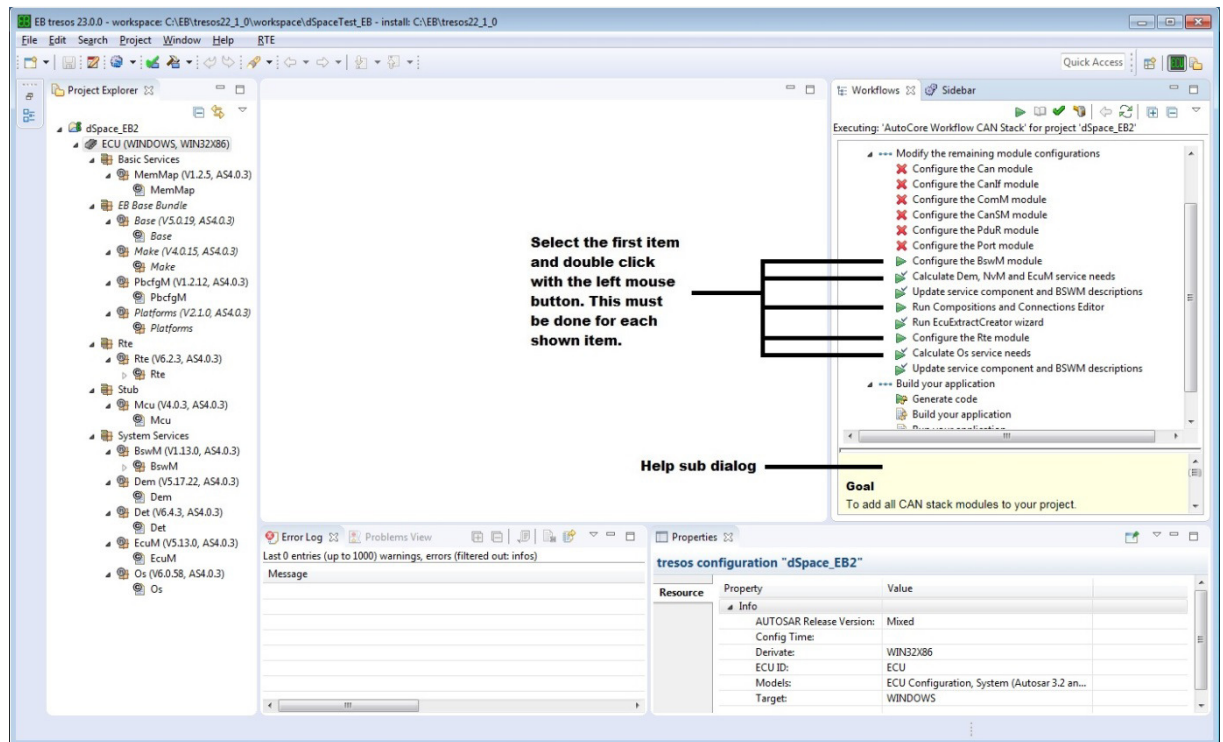 EB tresos 23.0.0 - workspace: C:\EB\tresos22_1_0\workspace\dSpaceTest_EB - install: C:\EB\tresos22_1_0
File Edit Search Project Window Help RTE
Quick Access
Project Explorer
dSpace_EB2
ECU (WINDOWS, WIN32X86)
Basic Services
MemMap (V1.2.5, AS4.0.3)
MemMap
EB Base Bundle
Base (V5.0.19, AS4.0.3)
Base
Make (V4.0.15, AS4.0.3)
Make
PbcfgM (V1.2.12, AS4.0.3)
PbcfgM
Platforms (V2.1.0, AS4.0.3)
Platforms
Rte
Rte (V6.2.3, AS4.0.3)
Rte
Stub
Mcu (V4.0.3, AS4.0.3)
Mcu
System Services
BswM (V1.13.0, AS4.0.3)
BswM
Dem (V5.17.22, AS4.0.3)
Dem
Det (V6.4.3, AS4.0.3)
Det
EcuM (V5.13.0, AS4.0.3)
EcuM
Os (V6.0.58, AS4.0.3)
Os
Select the first item
and double click
with the left mouse
button. This must
be done for each
shown item.
Help sub dialog
Workflows Sidebar
Executing: 'AutoCore Workflow CAN Stack' for project 'dSpace_EB2'
Modify the remaining module configurations
Configure the Can module
Configure the CanIf module
Configure the ComM module
Configure the CanSM module
Configure the PduR module
Configure the Port module
Configure the BswM module
Calculate Dem, NvM and EcuM service needs
Update service component and BSWM descriptions
Run Compositions and Connections Editor
Run EcuExtractCreator wizard
Configure the Rte module
Calculate Os service needs
Update service component and BSWM descriptions
Build your application
Generate code
Build your application
Run your application
Goal
To add all CAN stack modules to your project.
Error Log Problems View
Last 0 entries (up to 1000) warnings, errors (filtered out: infos)
Message
Properties
tresos configuration "dSpace_EB2"
Resource
Property Value
Info
AUTOSAR Release Version: Mixed
Config Time:
Derivate: WIN32X86
ECU ID: ECU
Models: ECU Configuration, System (Autosar 3.2 an...
Target: WINDOWS